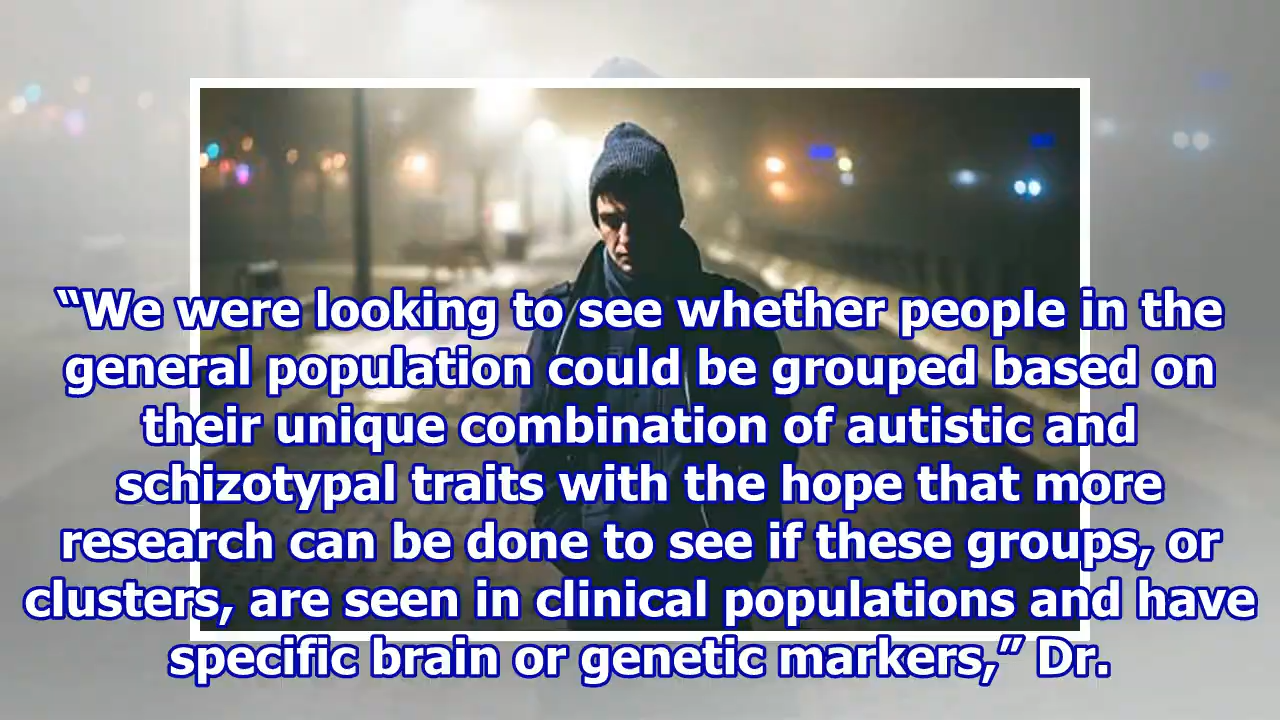 “We were looking to see whether people in the
general population could be grouped based on
their unique combination of autistic and
schizotypal traits with the hope that more
research can be done to see if these groups, or
clusters, are seen in clinical populations and have
specific brain or genetic markers,” Dr.